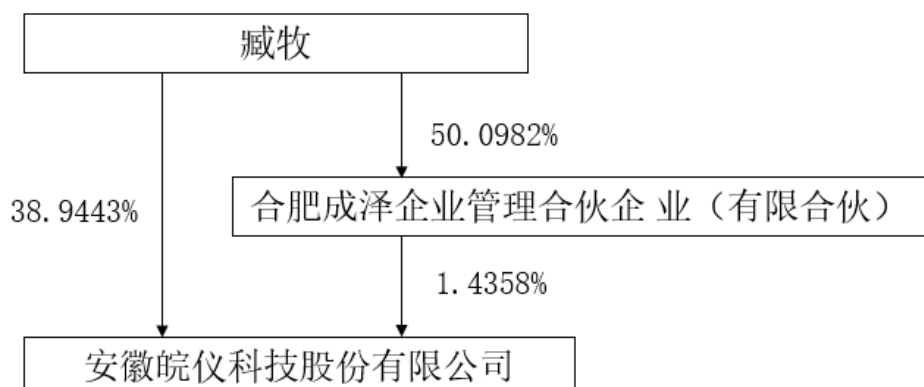 臧牧
50.0982%
38.9443%
合肥成泽企业管理合伙企 业（有限合伙）
1.4358%
安徽皖仪科技股份有限公司